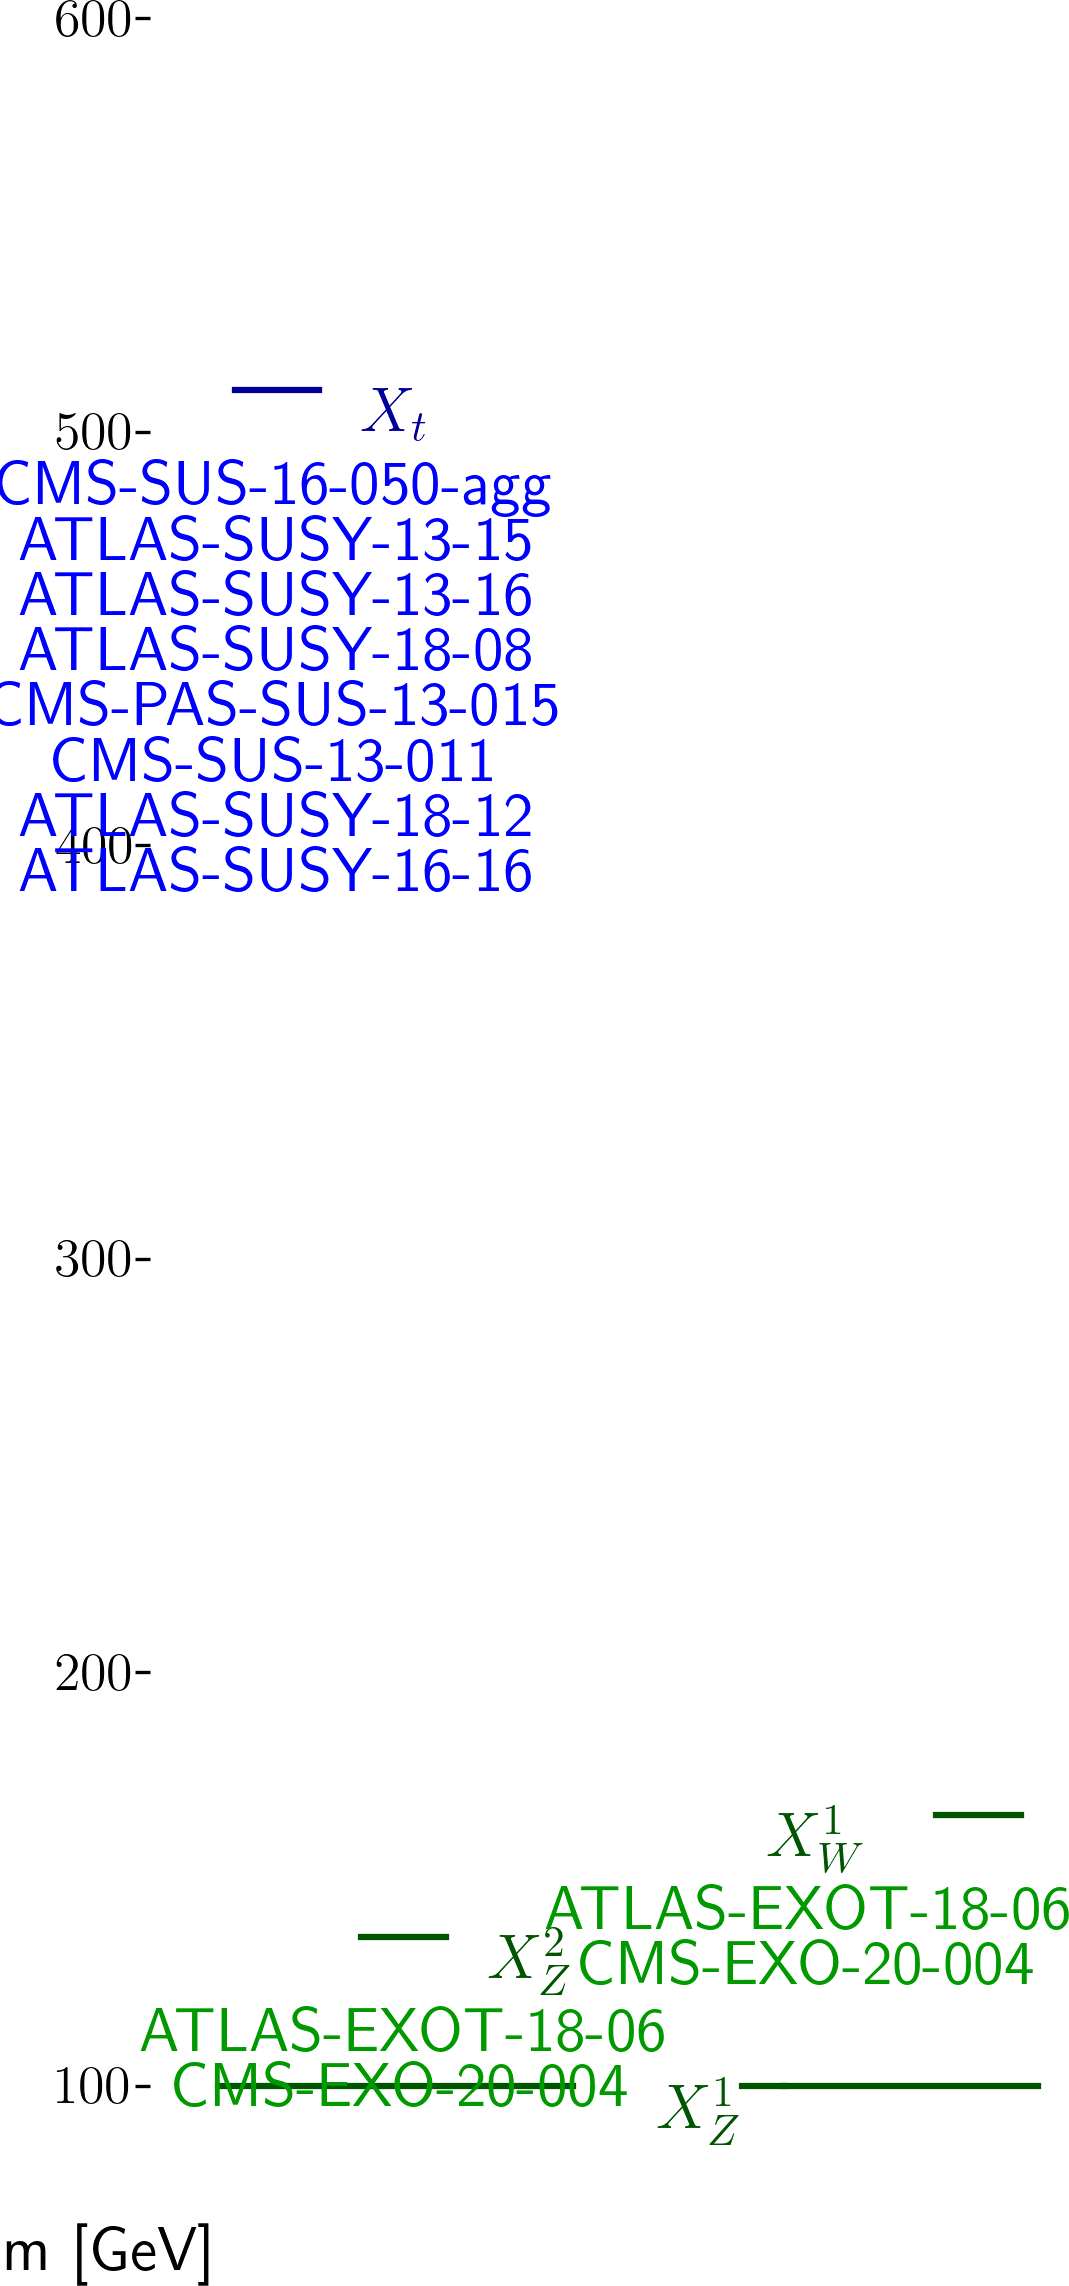 600-
X_t
500-
CMS-SUS-16-050-agg
ATLAS-SUSY-13-15
ATLAS-SUSY-13-16
ATLAS-SUSY-18-08
CMS-PAS-SUS-13-015
CMS-SUS-13-011
ATLAS-SUSY-18-12
400-
ATLAS-SUSY-16-16
300-
200-
X_W^1
ATLAS-EXOT-18-06
X_Z^2
CMS-EXO-20-004
ATLAS-EXOT-18-06
100-
CMS-EXO-20-004
X_Z^1
m [GeV]